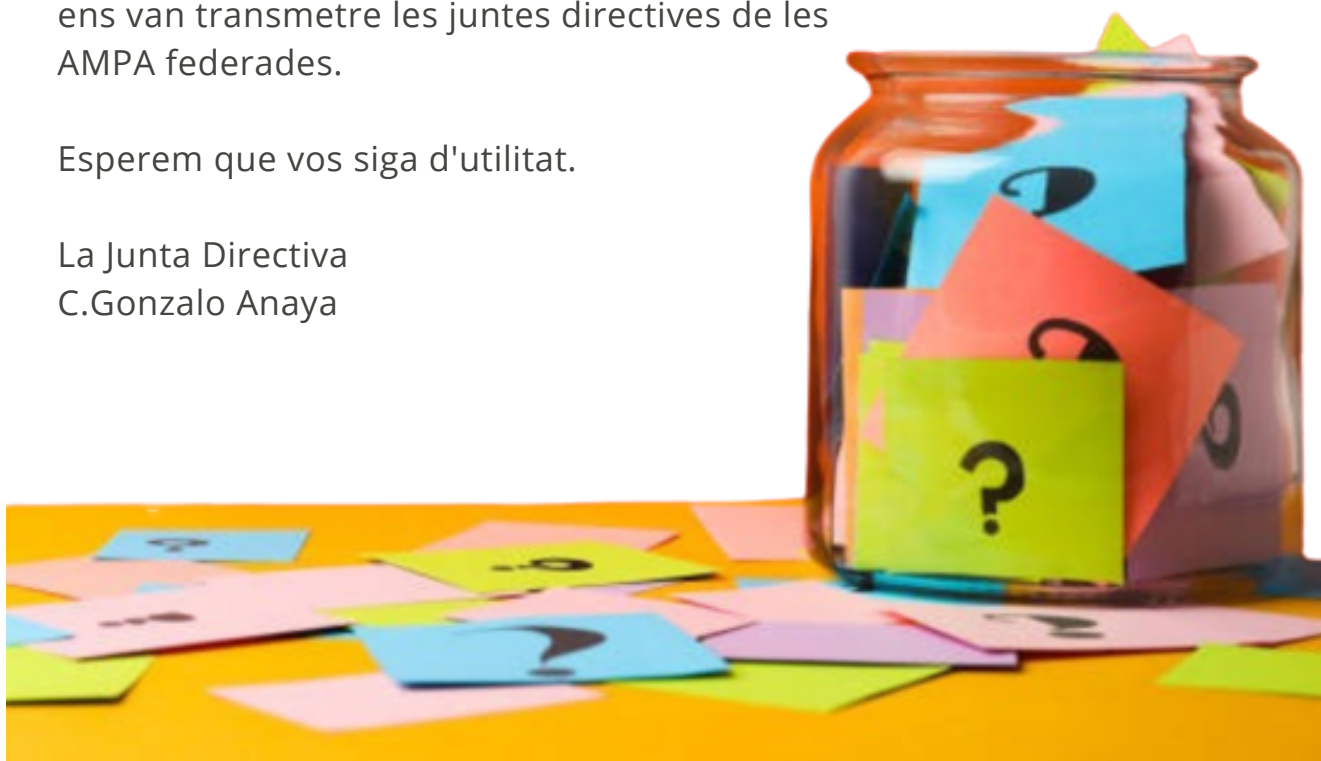 ens van transmetre les juntes directives de les
AMPA federades.
Esperem que vos siga d'utilitat.
La Junta Directiva
C.Gonzalo Anaya
?
?
?
?
?
?